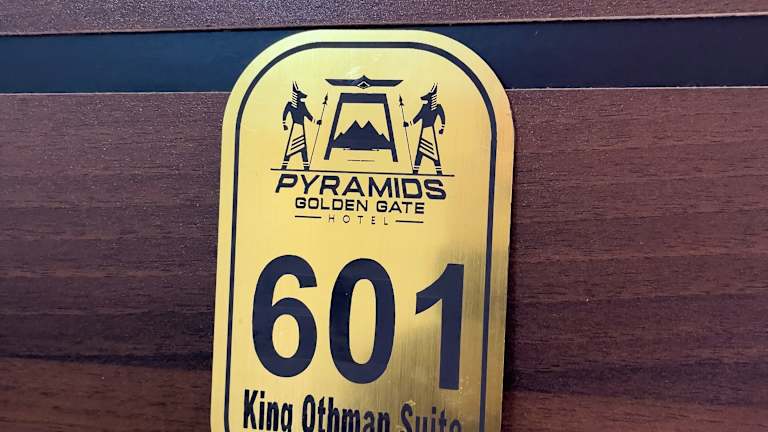 PYRAMIDS
GOLDEN GATE
HOTEL
601
King Othman Suite